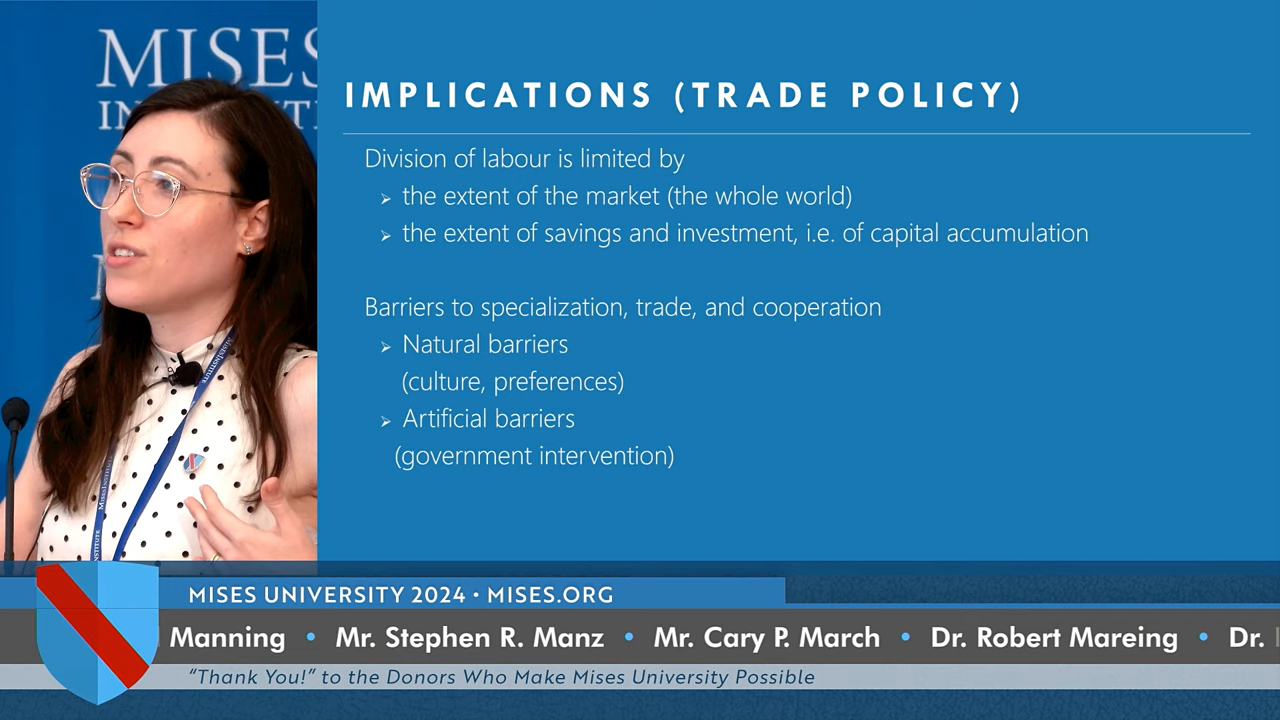 MISES
IMPLICATIONS (TRADE POLICY)
Division of labour is limited by
➢ the extent of the market (the whole world)
➢ the extent of savings and investment, i.e. of capital accumulation
Barriers to specialization, trade, and cooperation
➢ Natural barriers
(culture, preferences)
➢ Artificial barriers
(government intervention)
MISES UNIVERSITY 2024 • MISES.ORG
Manning • Mr. Stephen R. Manz • Mr. Cary P. March • Dr. Robert Mareing • Dr.
“Thank You!” to the Donors Who Make Mises University Possible